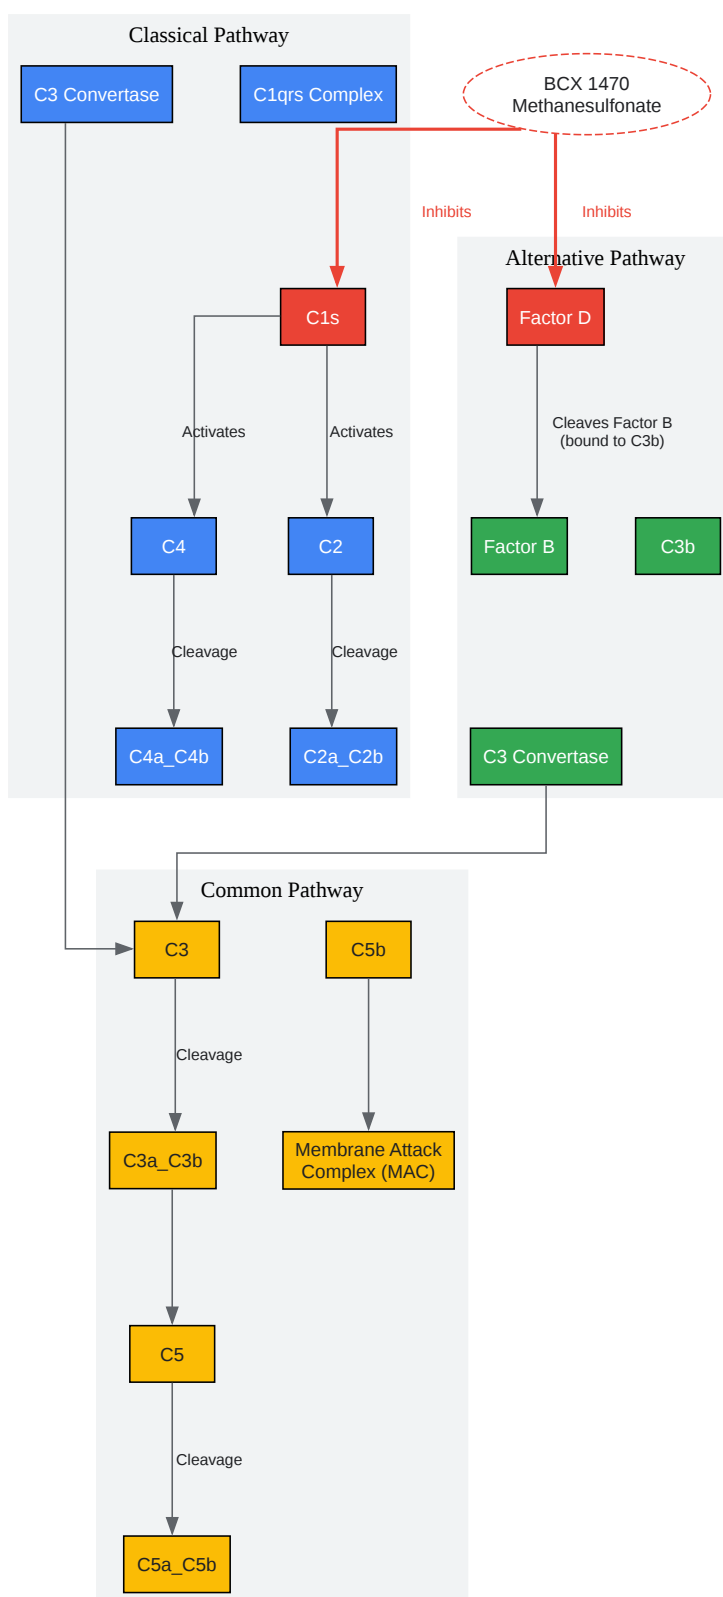 Classical Pathway
C3 Convertase
C1qrs Complex
BCX 1470
Methanesulfonate
Inhibits
Inhibits
Alternative Pathway
C1s
Factor D
Activates
Activates
Cleaves Factor B
(bound to C3b)
C4
C2
Factor B
C3b
Cleavage
Cleavage
C4a_C4b
C2a_C2b
C3 Convertase
Common Pathway
C3
C5b
Cleavage
C3a_C3b
Membrane Attack
Complex (MAC)
C5
Cleavage
C5a_C5b